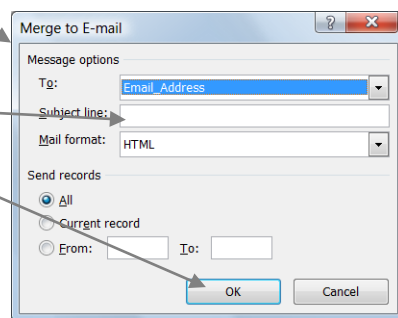 Merge to E-mail
Message options
To:
Email_Address
Subject line:
Mail format:
HTML
Send records
All
Current record
From: To:
OK Cancel